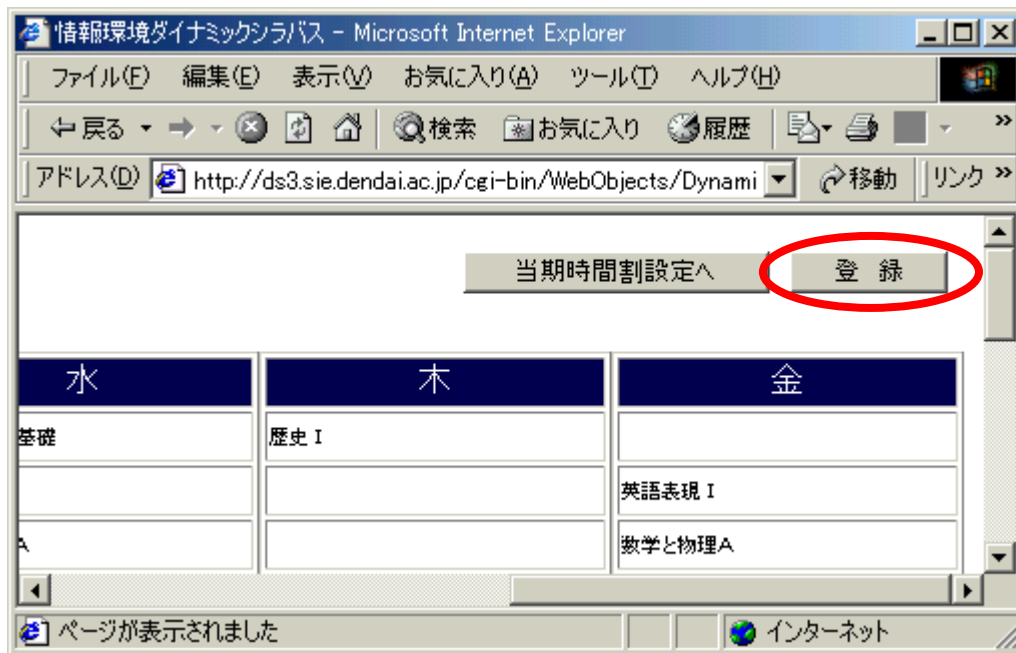 情報環境ダイナミックシラバス - Microsoft Internet Explorer
ファイル(F) 編集(E) 表示(V) お気に入り(A) ツール(T) ヘルプ(H)
戻る 検索 お気に入り 履歴 »
アドレス(D) http://ds3.sie.dendai.ac.jp/cgi-bin/WebObjects/Dynami 移動 リンク »
当期時間割設定へ 登 録
水 木 金
基礎 歴史 I
英語表現 I
A 数学と物理A
ページが表示されました インターネット